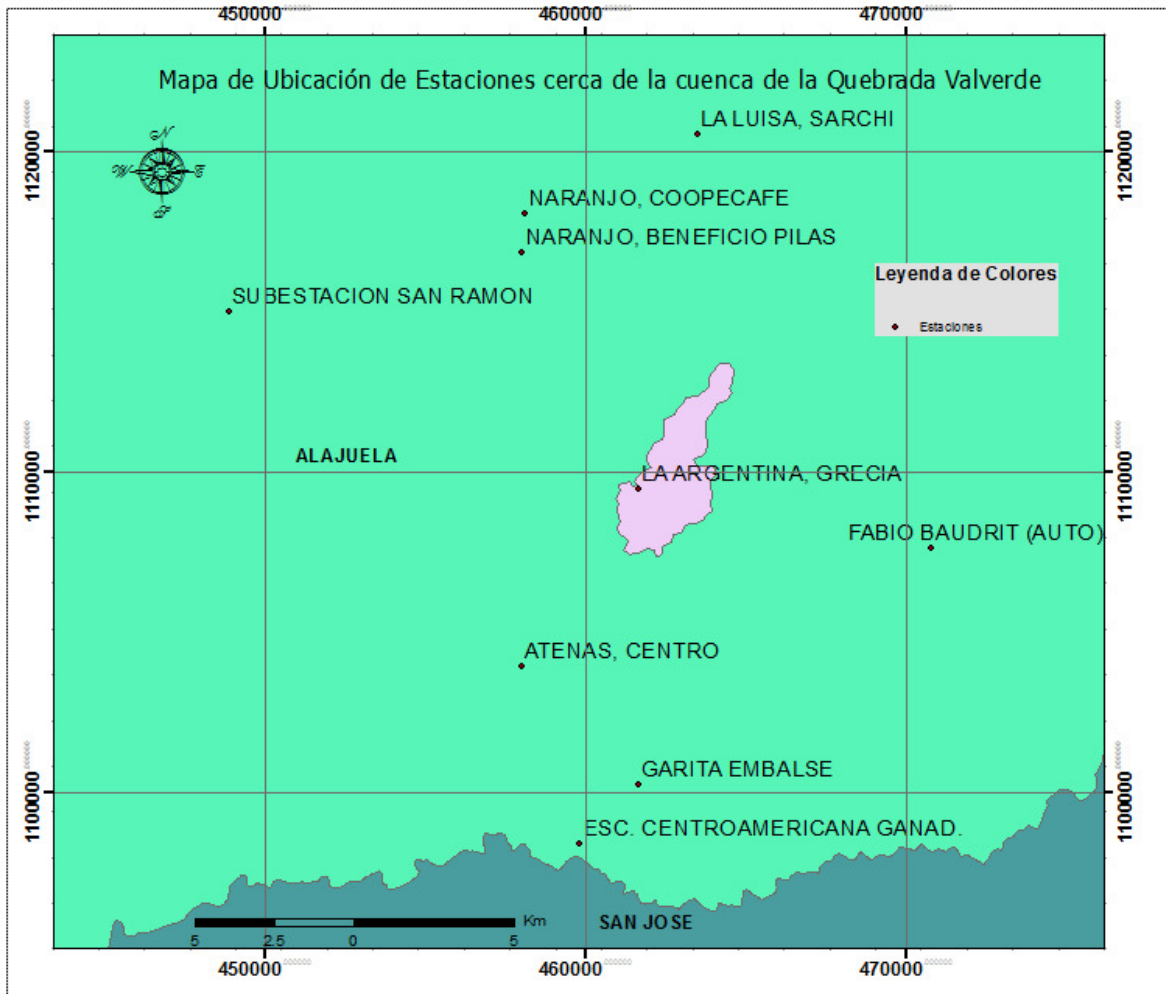 450000
460000
470000
Mapa de Ubicación de Estaciones cerca de la cuenca de la Quebrada Valverde
LA LUISA, SARCHI
N
W
E
S
1120000
1120000
NARANJO, COOPECAFE
NARANJO, BENEFICIO PILAS
Leyenda de Colores
Estaciones
SUBESTACION SAN RAMON
ALAJUELA
1110000
1110000
LA ARGENTINA, GRECIA
FABIO BAUDRIT (AUTO)
ATENAS, CENTRO
GARITA EMBALSE
1100000
1100000
ESC. CENTROAMERICANA GANAD.
Km
5 2.5 0 5
SAN JOSE
450000
460000
470000